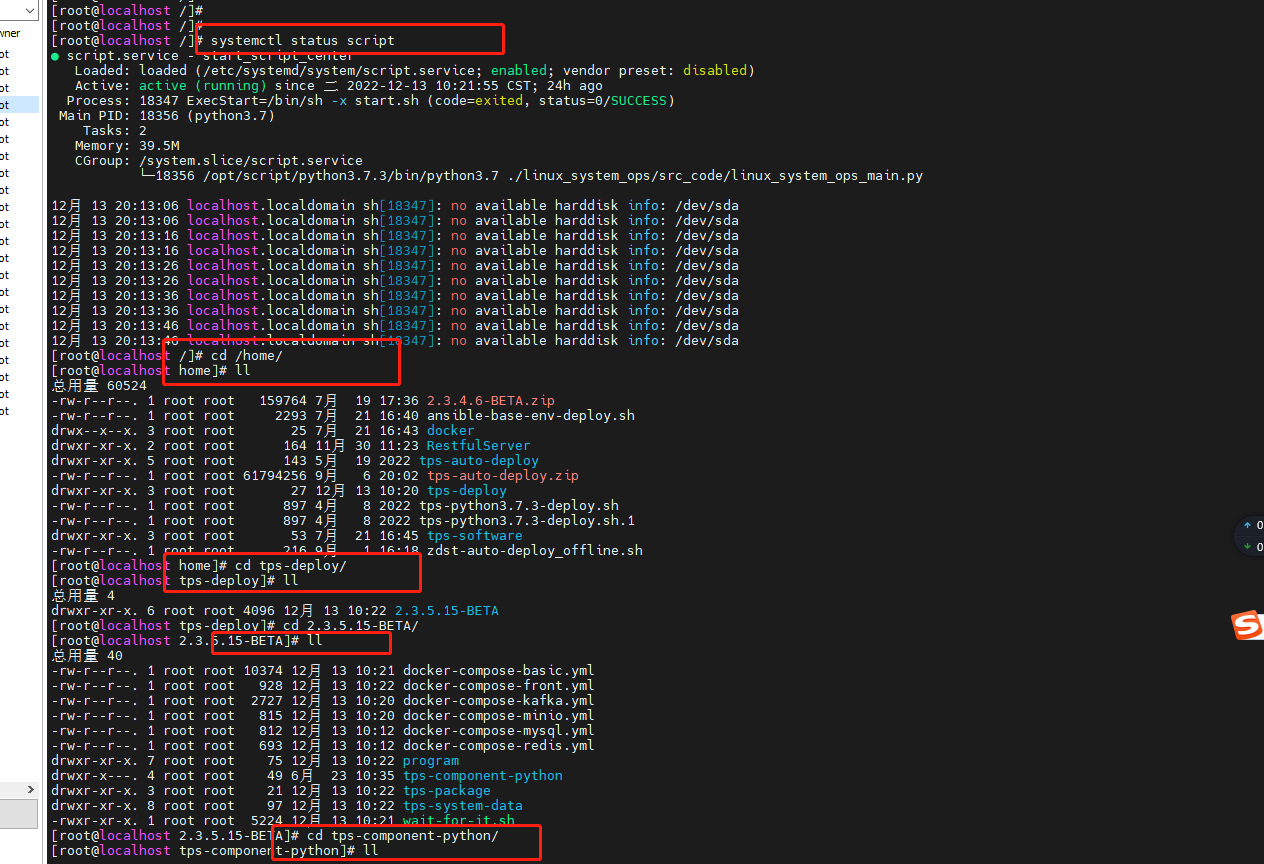 [root@localhost /]#
[root@localhost /]#
[root@localhost /]# systemctl status script
● script.service - start_script_center
Loaded: loaded (/etc/systemd/system/script.service; enabled; vendor preset: disabled)
Active: active (running) since 二 2022-12-13 10:21:55 CST; 24h ago
Process: 18347 ExecStart=/bin/sh -x start.sh (code=exited, status=0/SUCCESS)
Main PID: 18356 (python3.7)
Tasks: 2
Memory: 39.5M
CGroup: /system.slice/script.service
└─18356 /opt/script/python3.7.3/bin/python3.7 ./linux_system_ops/src_code/linux_system_ops_main.py
12月 13 20:13:06 localhost.localdomain sh[18347]: no available harddisk info: /dev/sda
12月 13 20:13:06 localhost.localdomain sh[18347]: no available harddisk info: /dev/sda
12月 13 20:13:16 localhost.localdomain sh[18347]: no available harddisk info: /dev/sda
12月 13 20:13:16 localhost.localdomain sh[18347]: no available harddisk info: /dev/sda
12月 13 20:13:26 localhost.localdomain sh[18347]: no available harddisk info: /dev/sda
12月 13 20:13:26 localhost.localdomain sh[18347]: no available harddisk info: /dev/sda
12月 13 20:13:36 localhost.localdomain sh[18347]: no available harddisk info: /dev/sda
12月 13 20:13:36 localhost.localdomain sh[18347]: no available harddisk info: /dev/sda
12月 13 20:13:46 localhost.localdomain sh[18347]: no available harddisk info: /dev/sda
12月 13 20:13:46 localhost.localdomain sh[18347]: no available harddisk info: /dev/sda
[root@localhost /]# cd /home/
[root@localhost home]# ll
总用量 60524
-rw-r--r--. 1 root root 159764 7月 19 17:36 2.3.4.6-BETA.zip
-rw-r--r--. 1 root root 2293 7月 21 16:40 ansible-base-env-deploy.sh
drwx--x--x. 3 root root 25 7月 21 16:43 docker
drwxr-xr-x. 2 root root 164 11月 30 11:23 RestfulServer
drwxr-xr-x. 5 root root 143 5月 19 2022 tps-auto-deploy
-rw-r--r--. 1 root root 61794256 9月 6 20:02 tps-auto-deploy.zip
drwxr-xr-x. 3 root root 27 12月 13 10:20 tps-deploy
-rw-r--r--. 1 root root 897 4月 8 2022 tps-python3.7.3-deploy.sh
-rw-r--r--. 1 root root 897 4月 8 2022 tps-python3.7.3-deploy.sh.1
drwxr-xr-x. 3 root root 53 7月 21 16:45 tps-software
-rw-r--r--. 1 root root 216 9月 1 16:18 zdst-auto-deploy_offline.sh
[root@localhost home]# cd tps-deploy/
[root@localhost tps-deploy]# ll
总用量 4
drwxr-xr-x. 6 root root 4096 12月 13 10:22 2.3.5.15-BETA
[root@localhost tps-deploy]# cd 2.3.5.15-BETA/
[root@localhost 2.3.5.15-BETA]# ll
总用量 40
-rw-r--r--. 1 root root 10374 12月 13 10:21 docker-compose-basic.yml
-rw-r--r--. 1 root root 928 12月 13 10:22 docker-compose-front.yml
-rw-r--r--. 1 root root 2727 12月 13 10:20 docker-compose-kafka.yml
-rw-r--r--. 1 root root 815 12月 13 10:20 docker-compose-minio.yml
-rw-r--r--. 1 root root 812 12月 13 10:12 docker-compose-mysql.yml
-rw-r--r--. 1 root root 693 12月 13 10:12 docker-compose-redis.yml
drwxr-xr-x. 7 root root 75 12月 13 10:22 program
drwxr-x---. 4 root root 49 6月 23 10:35 tps-component-python
drwxr-xr-x. 3 root root 21 12月 13 10:22 tps-package
drwxr-xr-x. 8 root root 97 12月 13 10:22 tps-system-data
-rwxr-xr-x. 1 root root 5224 12月 13 10:21 wait-for-it.sh
[root@localhost 2.3.5.15-BETA]# cd tps-component-python/
[root@localhost tps-component-python]# ll